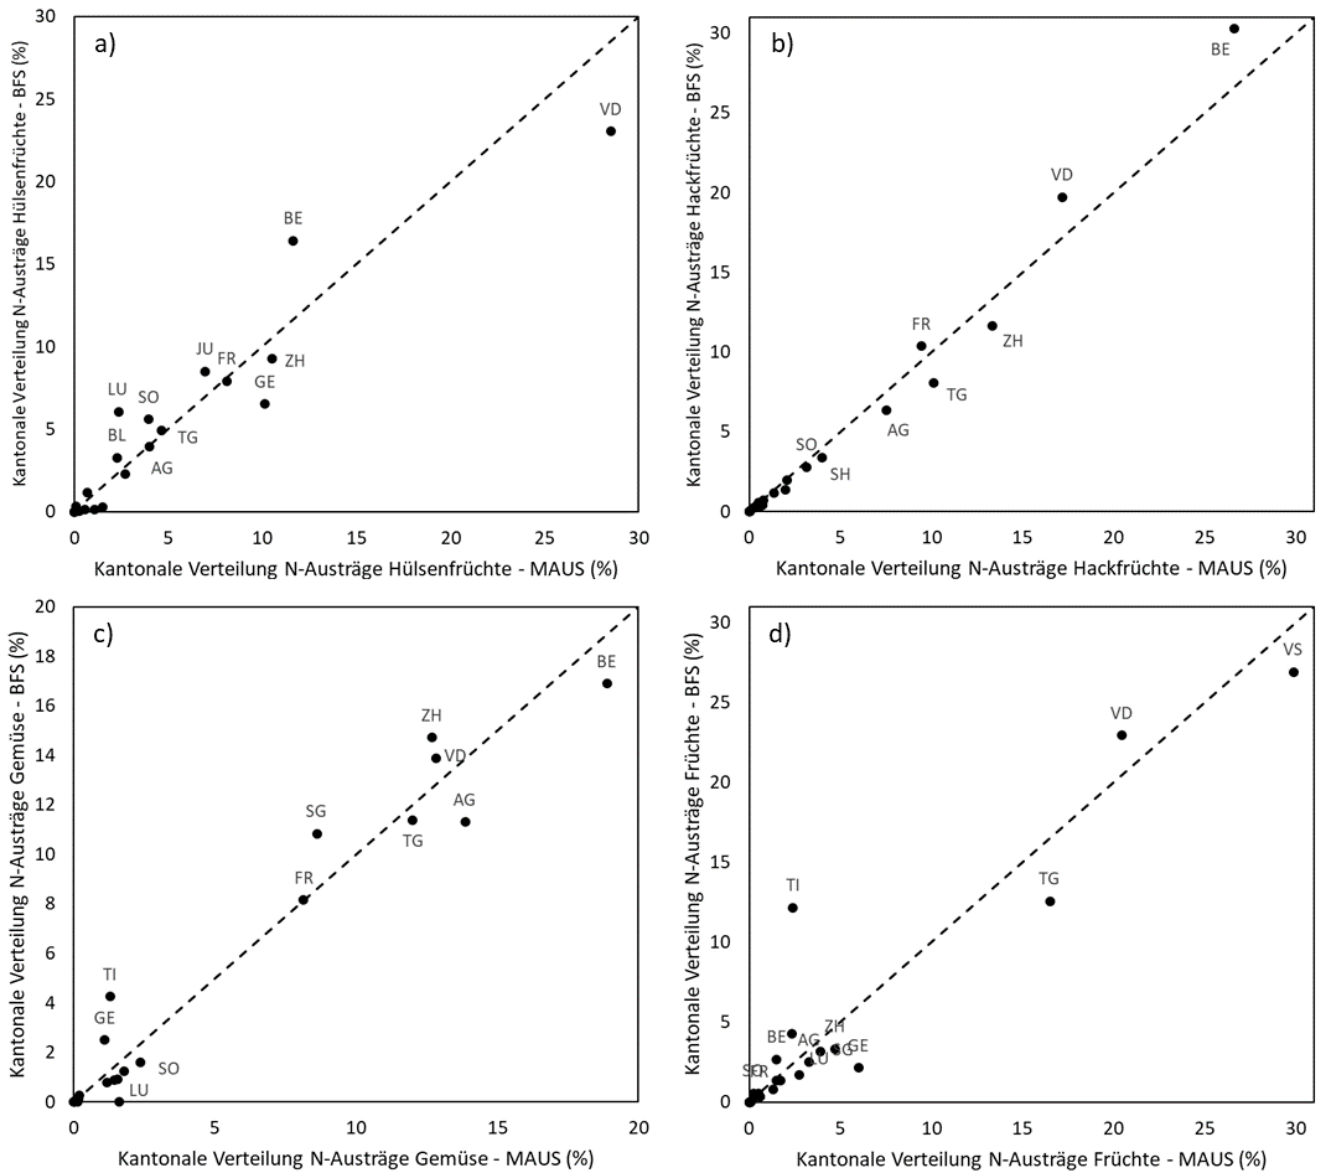 a)
Kantonale Verteilung N-Austräge Hülsenfrüchte - BFS (%)
30
25
20
15
10
5
0
VD
BE
JU
FR
ZH
GE
LU
SO
BL
TG
AG
0 5 10 15 20 25 30
Kantonale Verteilung N-Austräge Hülsenfrüchte - MAUS (%)
b)
Kantonale Verteilung N-Austräge Hackfrüchte - BFS (%)
30
25
20
15
10
5
0
BE
VD
FR
ZH
TG
AG
SO
SH
0 5 10 15 20 25 30
Kantonale Verteilung N-Austräge Hackfrüchte - MAUS (%)
c)
Kantonale Verteilung N-Austräge Gemüse - BFS (%)
20
18
16
14
12
10
8
6
4
2
0
BE
ZH
VD
AG
SG
TG
FR
TI
GE
SO
LU
0 5 10 15 20
Kantonale Verteilung N-Austräge Gemüse - MAUS (%)
d)
Kantonale Verteilung N-Austräge Früchte - BFS (%)
30
25
20
15
10
5
0
VS
VD
TG
TI
ZH
BE
AG
SG
GE
LU
SO
FR
0 5 10 15 20 25 30
Kantonale Verteilung N-Austräge Früchte - MAUS (%)